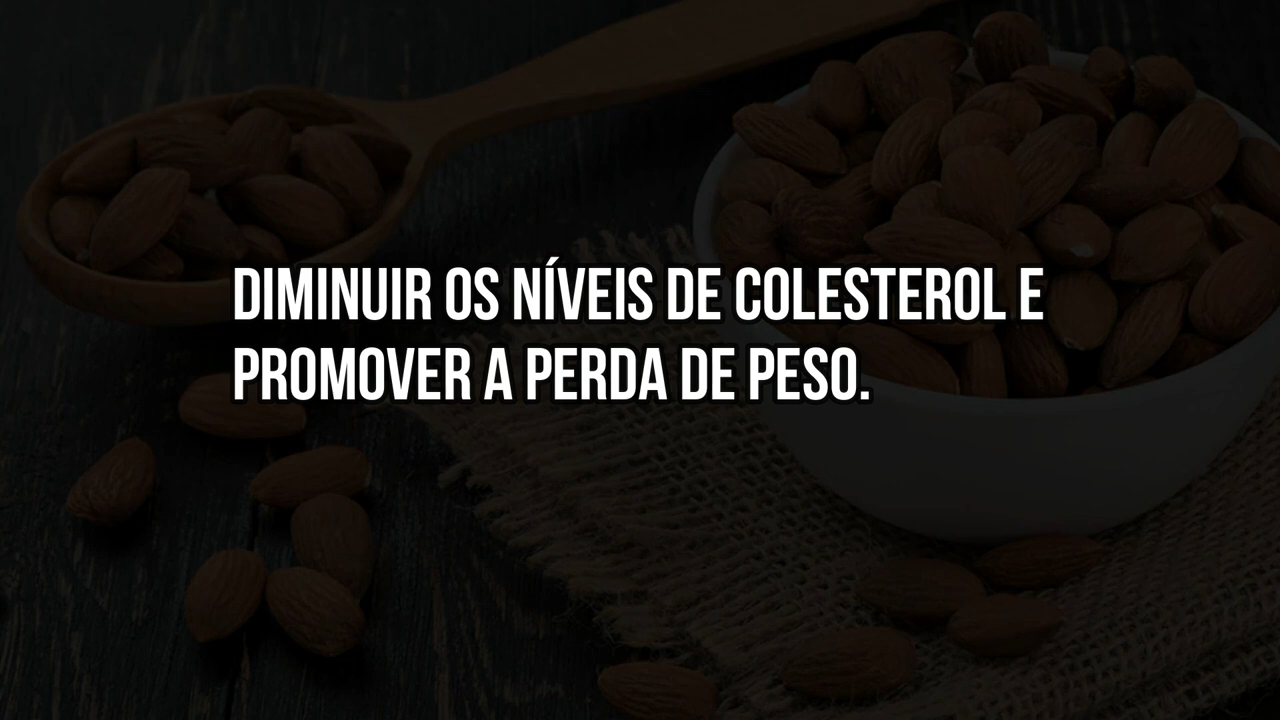 DIMINUIR OS NÍVEIS DE COLESTEROL E
PROMOVER A PERDA DE PESO.